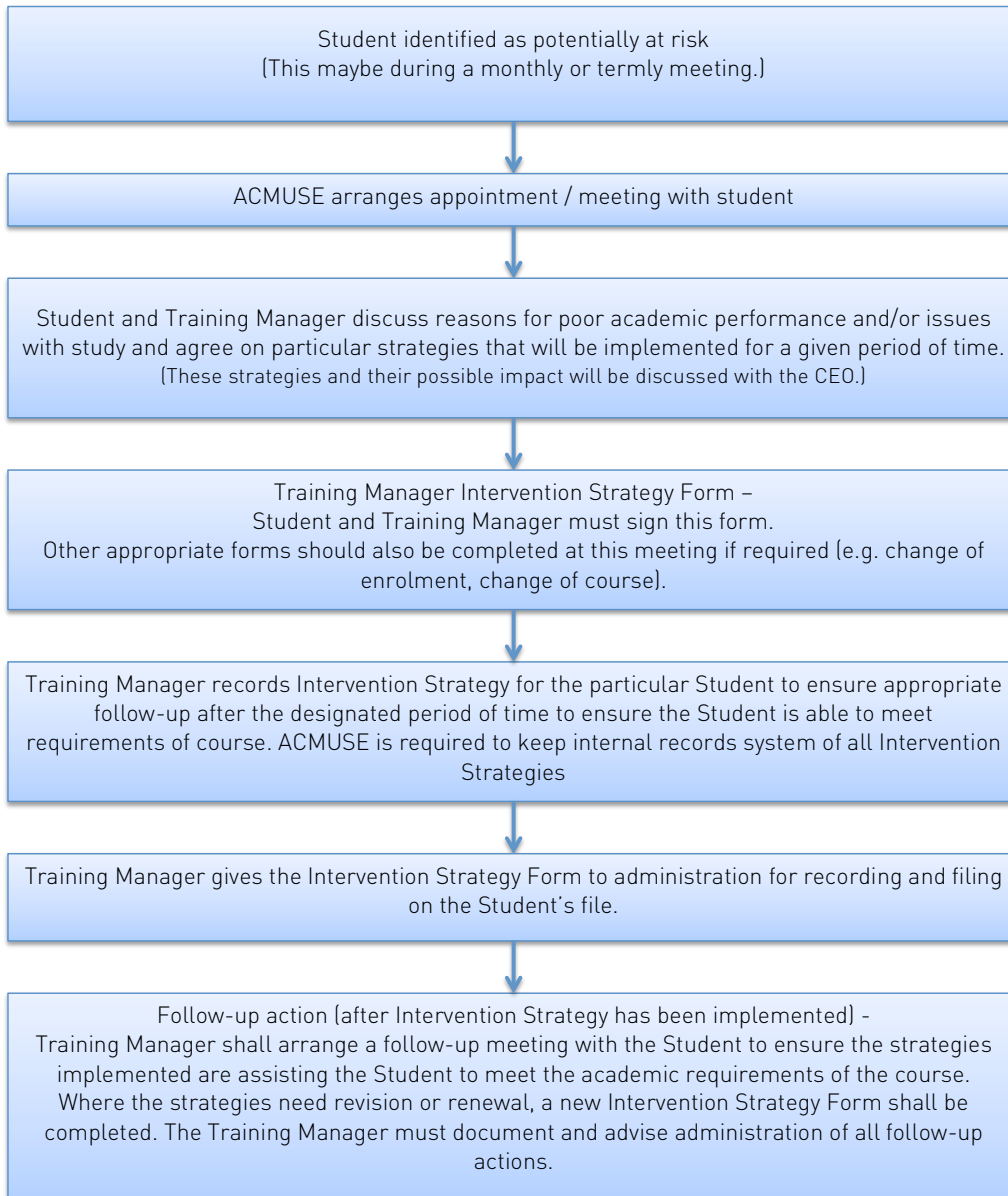 Student identified as potentially at risk
(This maybe during a monthly or termly meeting.)
ACMUSE arranges appointment / meeting with student
Student and Training Manager discuss reasons for poor academic performance and/or issues
with study and agree on particular strategies that will be implemented for a given period of time.
(These strategies and their possible impact will be discussed with the CEO.)
Training Manager Intervention Strategy Form –
Student and Training Manager must sign this form.
Other appropriate forms should also be completed at this meeting if required (e.g. change of
enrolment, change of course).
Training Manager records Intervention Strategy for the particular Student to ensure appropriate
follow-up after the designated period of time to ensure the Student is able to meet
requirements of course. ACMUSE is required to keep internal records system of all Intervention
Strategies
Training Manager gives the Intervention Strategy Form to administration for recording and filing
on the Student's file.
Follow-up action (after Intervention Strategy has been implemented) -
Training Manager shall arrange a follow-up meeting with the Student to ensure the strategies
implemented are assisting the Student to meet the academic requirements of the course.
Where the strategies need revision or renewal, a new Intervention Strategy Form shall be
completed. The Training Manager must document and advise administration of all follow-up
actions.